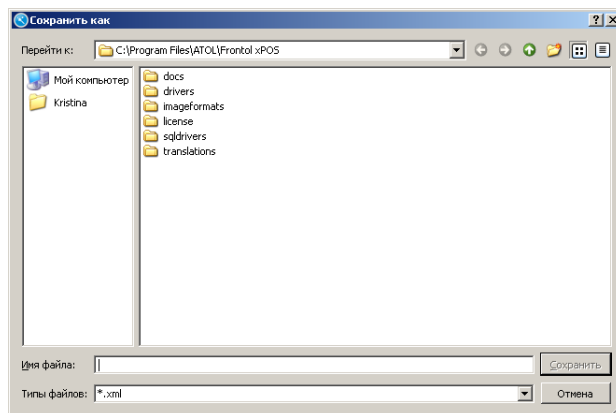 Сохранить как
Перейти к: C:\Program Files\ATOL\Frontol xPOS
Мой компьютер
Kristina
docs
drivers
imageformats
license
sqldrivers
translations
Имя файла:
Сохранить
Типы файлов: *.xml
Отмена